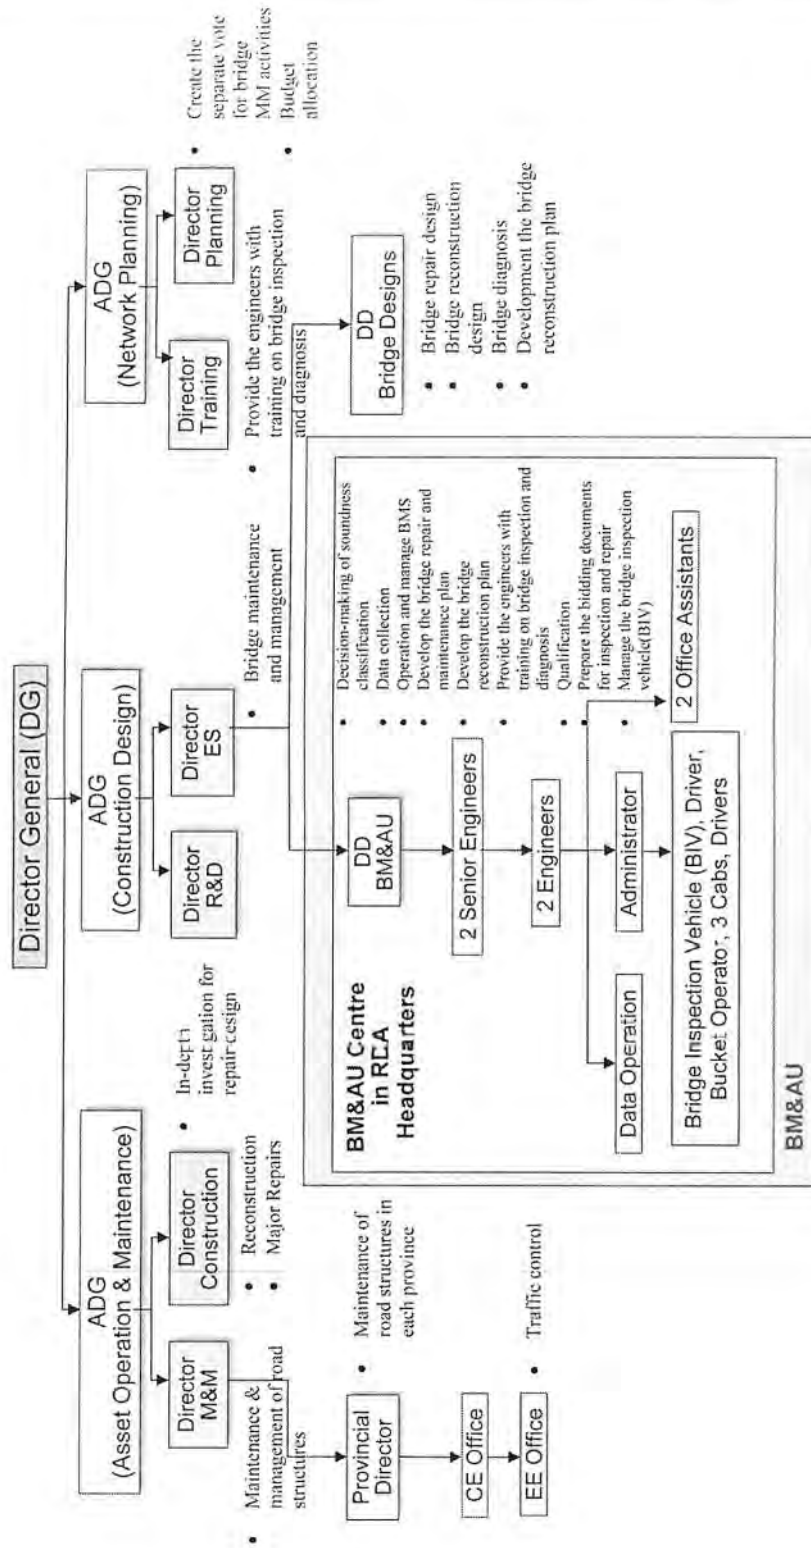 Director General (DG)
ADG
(Asset Operation & Maintenance)
ADG
(Construction Design)
ADG
(Network Planning)
Director
M&M
Director
Construction
Director
R&D
Director
ES
Director
Training
Director
Planning
• Maintenance &
management of road
structures
• Reconstruction
• Major Repairs
• In-depth
investigation for
repair design
• Bridge maintenance
and management
• Provide the engineers with
training on bridge inspection
and diagnosis
• Create the
separate vote
for bridge
MM activities
• Budget
allocation
Provincial
Director
• Maintenance of
road structures in
each province
CE Office
EE Office
• Traffic control
BM&AU Centre
in RDA
Headquarters
DD
BM&AU
2 Senior Engineers
2 Engineers
Data Operation
Administrator
2 Office Assistants
Bridge Inspection Vehicle (BIV), Driver,
Bucket Operator, 3 Cabs, Drivers
• Decision-making of soundness
classification
• Data collection
• Operation and manage BMS
• Develop the bridge repair and
maintenance plan
• Develop the bridge
reconstruction plan
• Provide the engineers with
training on bridge inspection and
diagnosis
• Qualification
• Prepare the bidding documents
for inspection and repair
• Manage the bridge inspection
vehicle(BIV)
BM&AU
DD
Bridge Designs
• Bridge repair design
• Bridge reconstruction
design
• Bridge diagnosis
• Development the bridge
reconstruction plan